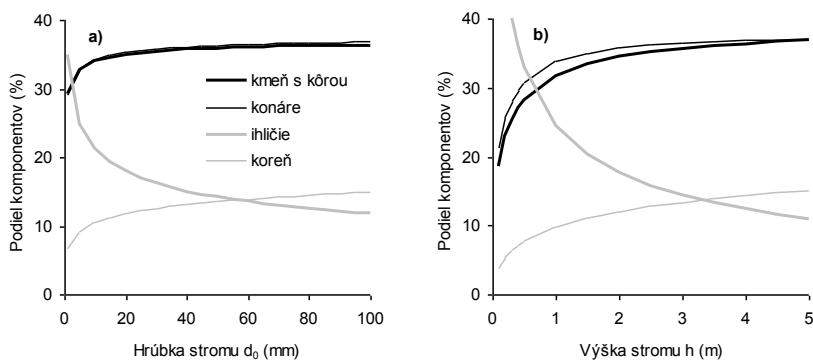 a)
Podiel komponentov (%)
40
30
20
10
0
kmeň s kôrou
konáre
ihličie
koreň
0 20 40 60 80 100
Hrúbka stromu d₀ (mm)
b)
Podiel komponentov (%)
40
30
20
10
0
0 1 2 3 4 5
Výška stromu h (m)